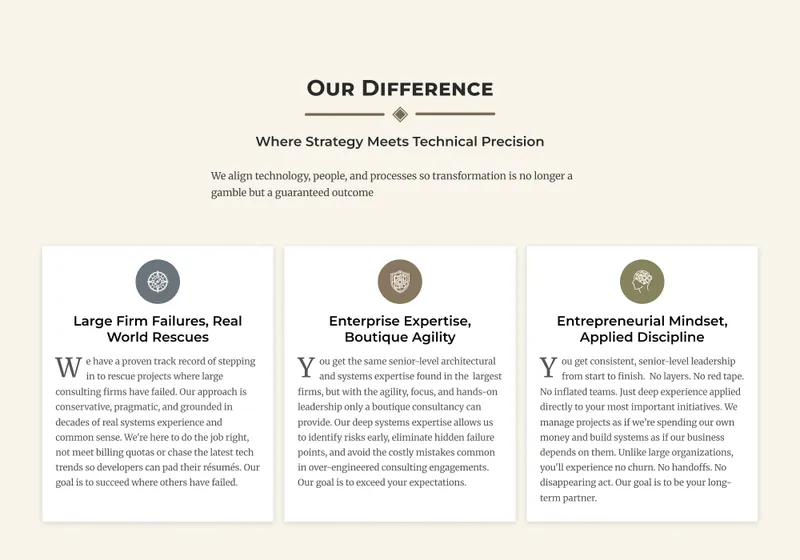 Our Difference
Where Strategy Meets Technical Precision
We align technology, people, and processes so transformation is no longer a
gamble but a guaranteed outcome
Large Firm Failures, Real
World Rescues
We have a proven track record of stepping
in to rescue projects where large
consulting firms have failed. Our approach is
conservative, pragmatic, and grounded in
decades of real systems experience and
common sense. We're here to do the job right,
not meet billing quotas or chase the latest tech
trends so developers can pad their résumés. Our
goal is to succeed where others have failed.
Enterprise Expertise,
Boutique Agility
You get the same senior-level architectural
and systems expertise found in the largest
firms, but with the agility, focus, and hands-on
leadership only a boutique consultancy can
provide. Our deep systems expertise allows us
to identify risks early, eliminate hidden failure
points, and avoid the costly mistakes common
in over-engineered consulting engagements.
Our goal is to exceed your expectations.
Entrepreneurial Mindset,
Applied Discipline
You get consistent, senior-level leadership
from start to finish. No layers. No red tape.
No inflated teams. Just deep experience applied
directly to your most important initiatives. We
manage projects as if we're spending our own
money and build systems as if our business
depends on them. Unlike large organizations,
you'll experience no churn. No handoffs. No
disappearing act. Our goal is to be your long-
term partner.